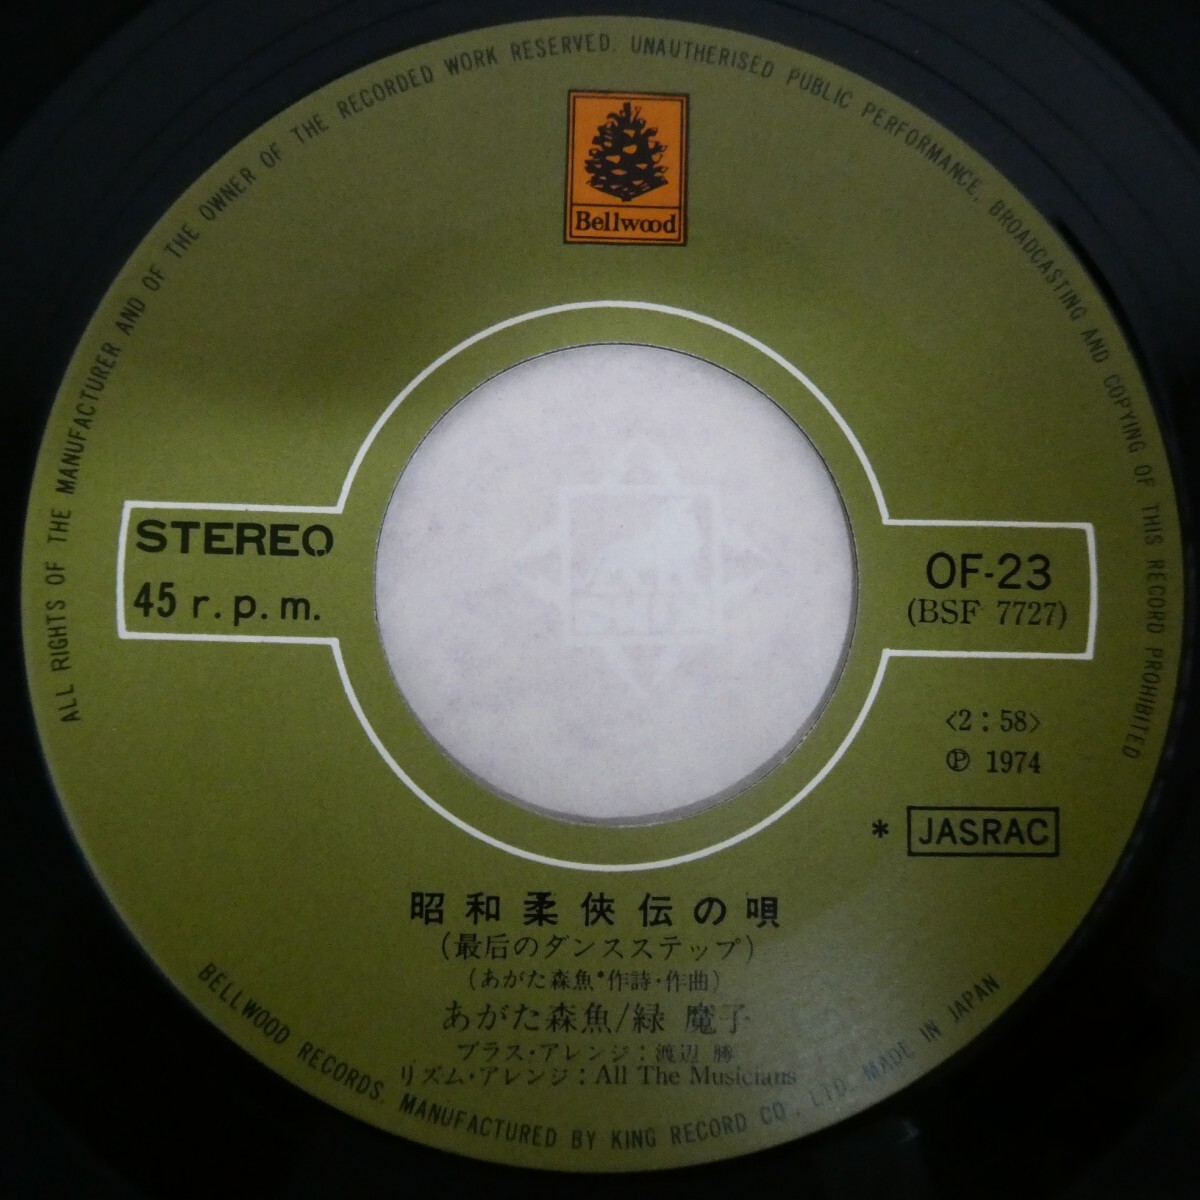 ALL RIGHTS OF THE MANUFACTURER AND OF THE OWNER OF THE RECORDED WORK RESERVED. UNAUTHERISED PUBLIC PERFORMANCE, BROADCASTING AND COPYING OF THIS RECORD PROHIBITED
Bellwood
STEREO
45 r.p.m.
OF-23
(BSF 7727)
<2:58>
Ⓟ 1974
* JASRAC
昭和柔侠伝の唄
(最后のダンスステップ)
(あがた森魚*作詩・作曲)
あがた森魚/緑 魔子
ブラス・アレンジ:渡辺 勝
リズム・アレンジ:All The Musicians
BELLWOOD RECORDS. MANUFACTURED BY KING RECORD CO., LTD. MADE IN JAPAN